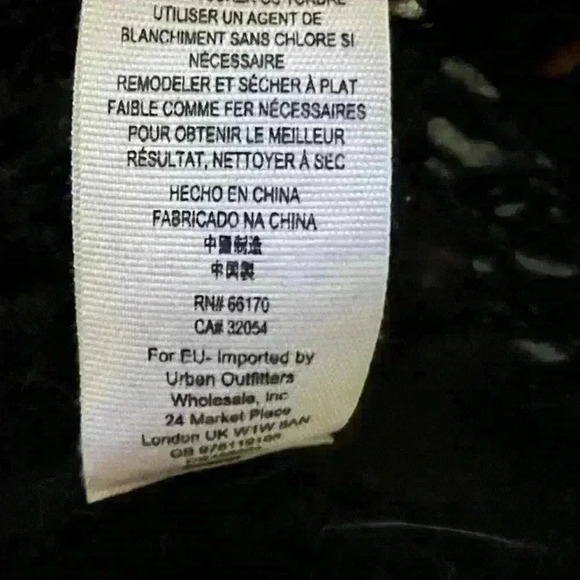 UTILISER UN AGENT DE
BLANCHIMENT SANS CHLORE SI
NÉCESSAIRE
REMODELER ET SÉCHER À PLAT
FAIBLE COMME FER NÉCESSAIRES
POUR OBTENIR LE MEILLEUR
RÉSULTAT, NETTOYER À SEC
HECHO EN CHINA
FABRICADO NA CHINA
中國制造
中国製
RN# 66170
CA# 32054
For EU- Imported by
Urban Outfitters
Wholesale, Inc
24 Market Place
London UK W1W 8AN
GB